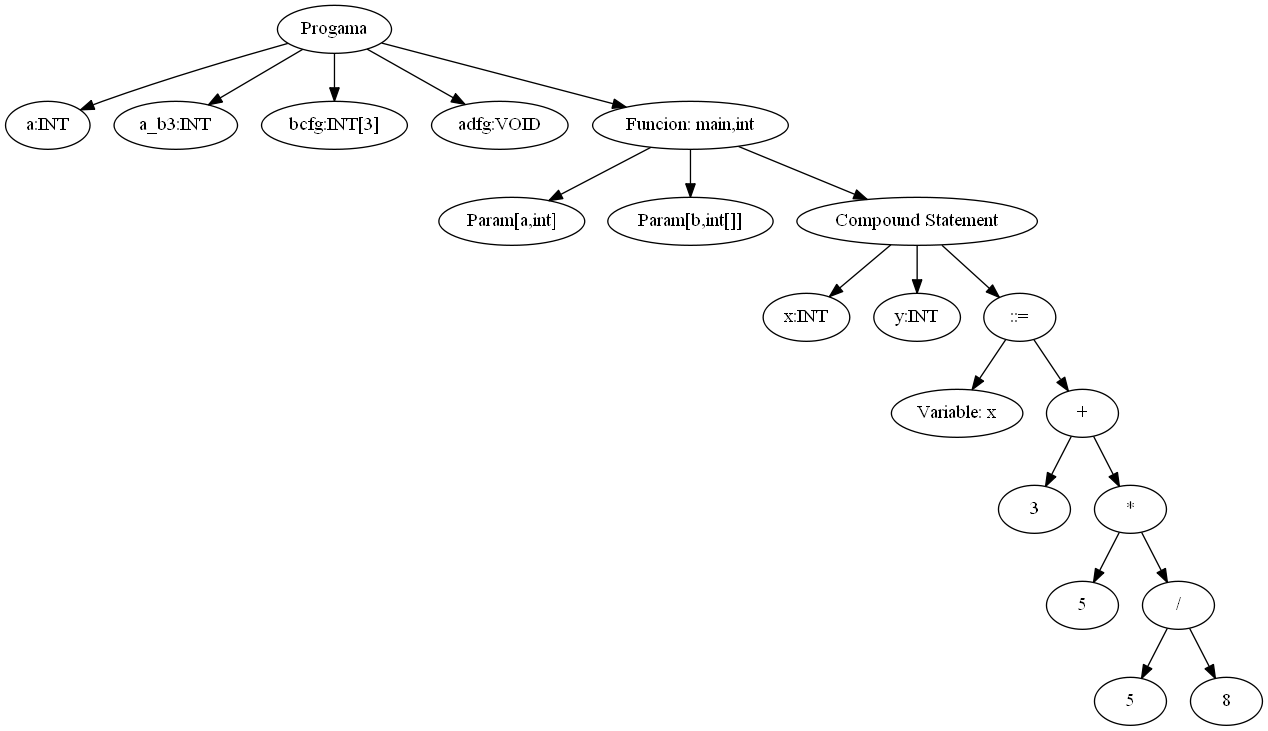 Progama
a:INT
a_b3:INT
bcfg:INT[3]
adfg:VOID
Funcion: main,int
Param[a,int]
Param[b,int[]]
Compound Statement
x:INT
y:INT
::=
Variable: x
+
3
*
5
/
5
8